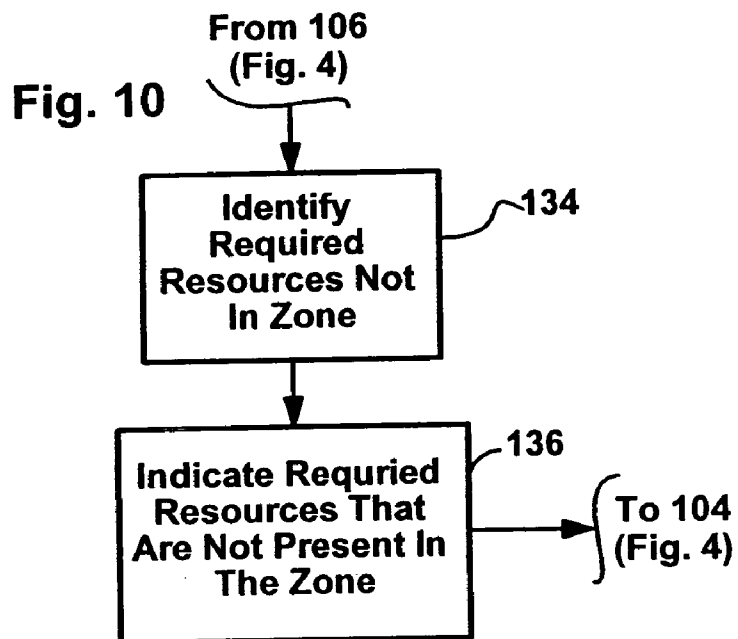 From 106
(Fig. 4)
Fig. 10
Identify
Required
Resources Not
In Zone
134
Indicate Requried
Resources That
Are Not Present In
The Zone
136
To 104
(Fig. 4)